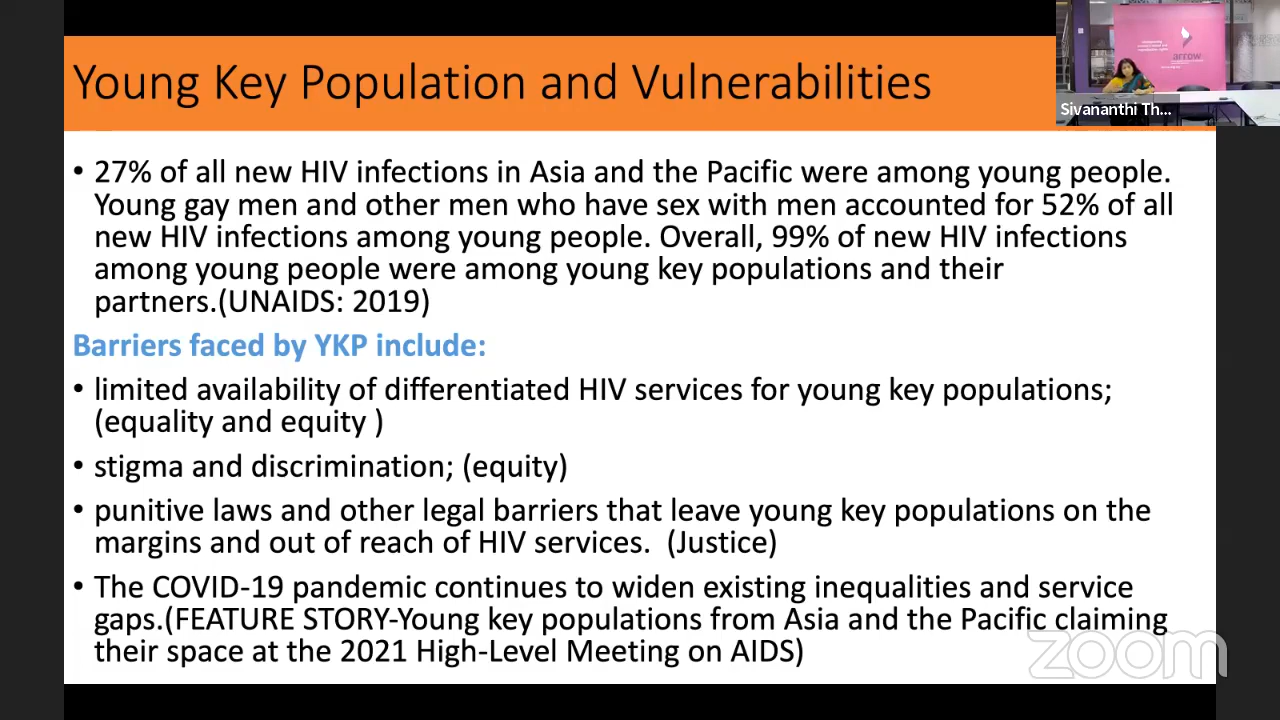 Young Key Population and Vulnerabilities
arrow
Sivananthi Th...
• 27% of all new HIV infections in Asia and the Pacific were among young people.
Young gay men and other men who have sex with men accounted for 52% of all
new HIV infections among young people. Overall, 99% of new HIV infections
among young people were among young key populations and their
partners.(UNAIDS: 2019)
Barriers faced by YKP include:
• limited availability of differentiated HIV services for young key populations;
(equality and equity )
• stigma and discrimination; (equity)
• punitive laws and other legal barriers that leave young key populations on the
margins and out of reach of HIV services. (Justice)
• The COVID-19 pandemic continues to widen existing inequalities and service
gaps.(FEATURE STORY-Young key populations from Asia and the Pacific claiming
their space at the 2021 High-Level Meeting on AIDS)
zoom